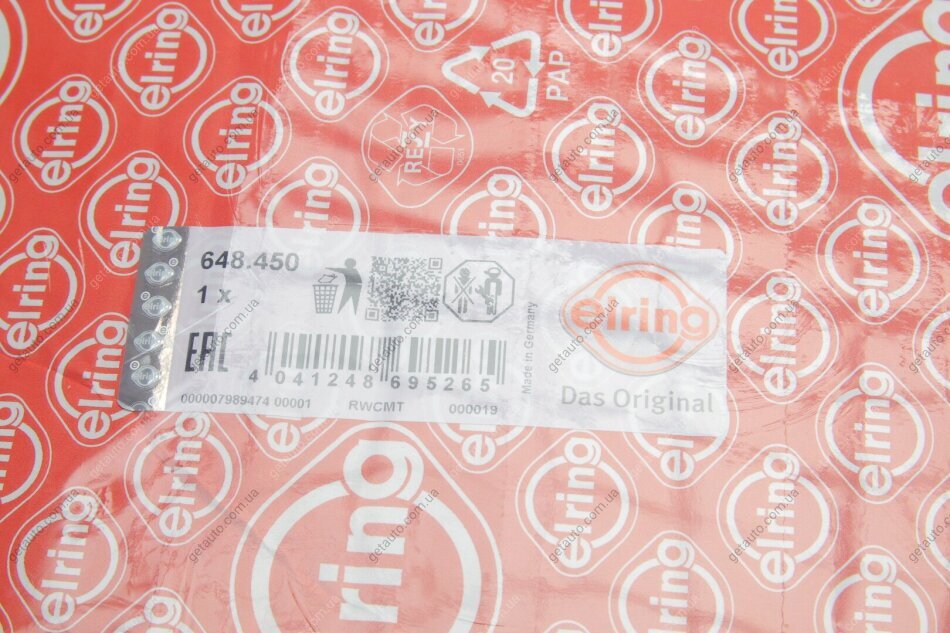 20
PAP
RESY
648.450
1 x
EAC
4 041248 695265
000007989474 00001 RWCMT 000019
Made in Germany
elring
Das Original
elring
getauto.com.ua